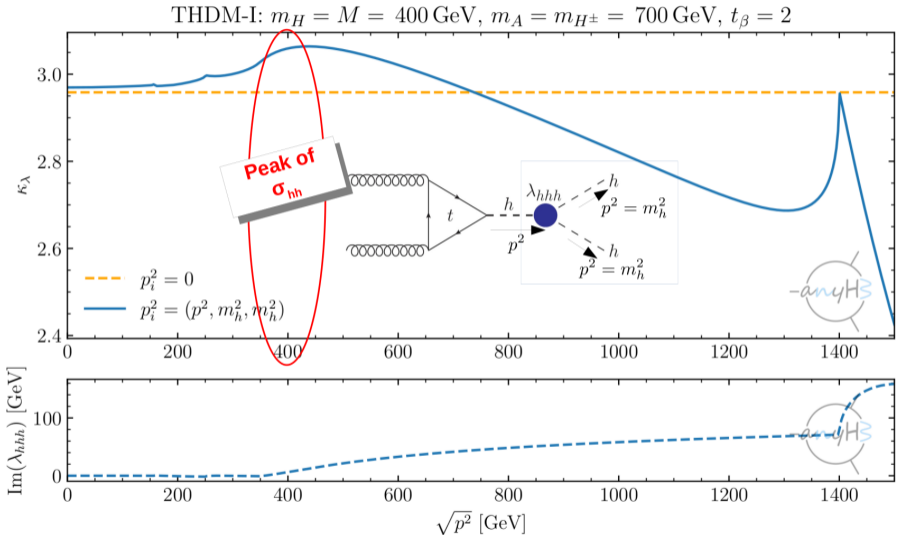 THDM-I: m_H = M = 400 GeV, m_A = m_{H^±} = 700 GeV, t_β = 2
3.0
2.8
2.6
2.4
κ_λ
Peak of
σ_hh
t
h
λ_hhh
p²
h
p² = m_h²
h
p² = m_h²
p_i² = 0
p_i² = (p², m_h², m_h²)
anyH3
0 200 400 600 800 1000 1200 1400
100
0
Im(λ_hhh) [GeV]
anyH3
0 200 400 600 800 1000 1200 1400
√p² [GeV]